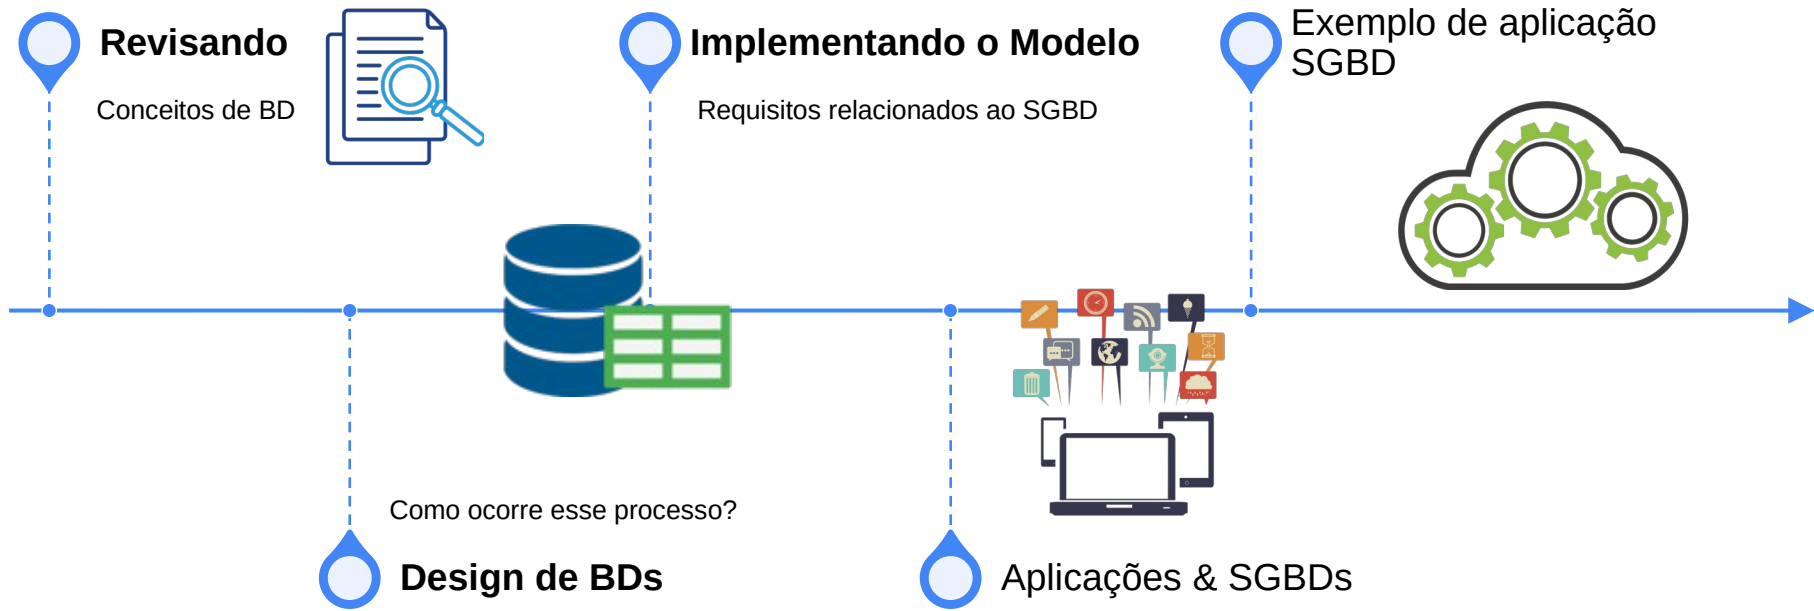 Revisando
Conceitos de BD
Implementando o Modelo
Requisitos relacionados ao SGBD
Exemplo de aplicação
SGBD
Como ocorre esse processo?
Design de BDs
Aplicações & SGBDs